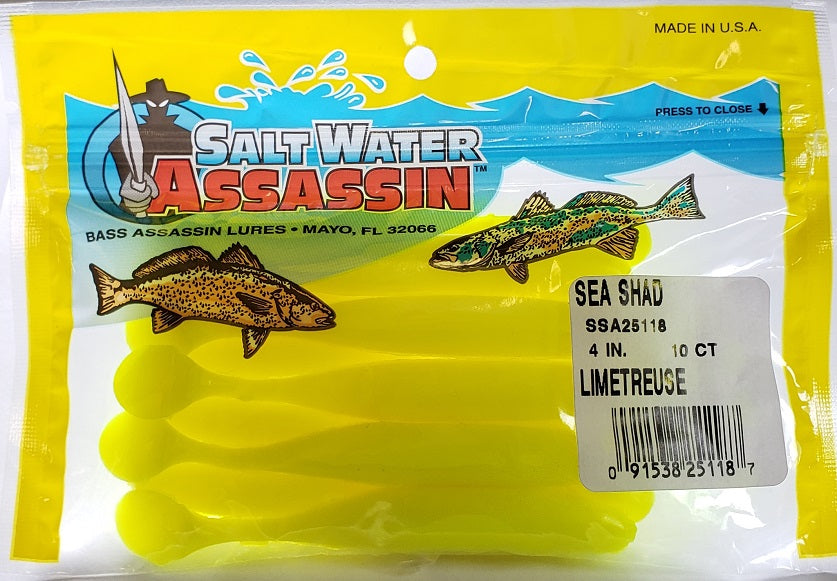 MADE IN U.S.A.
PRESS TO CLOSE
SALT WATER
ASSASSIN™
BASS ASSASSIN LURES • MAYO, FL 32066
SEA SHAD
SSA25118
4 IN. 10 CT
LIMETREUSE
0 91538 25118 7